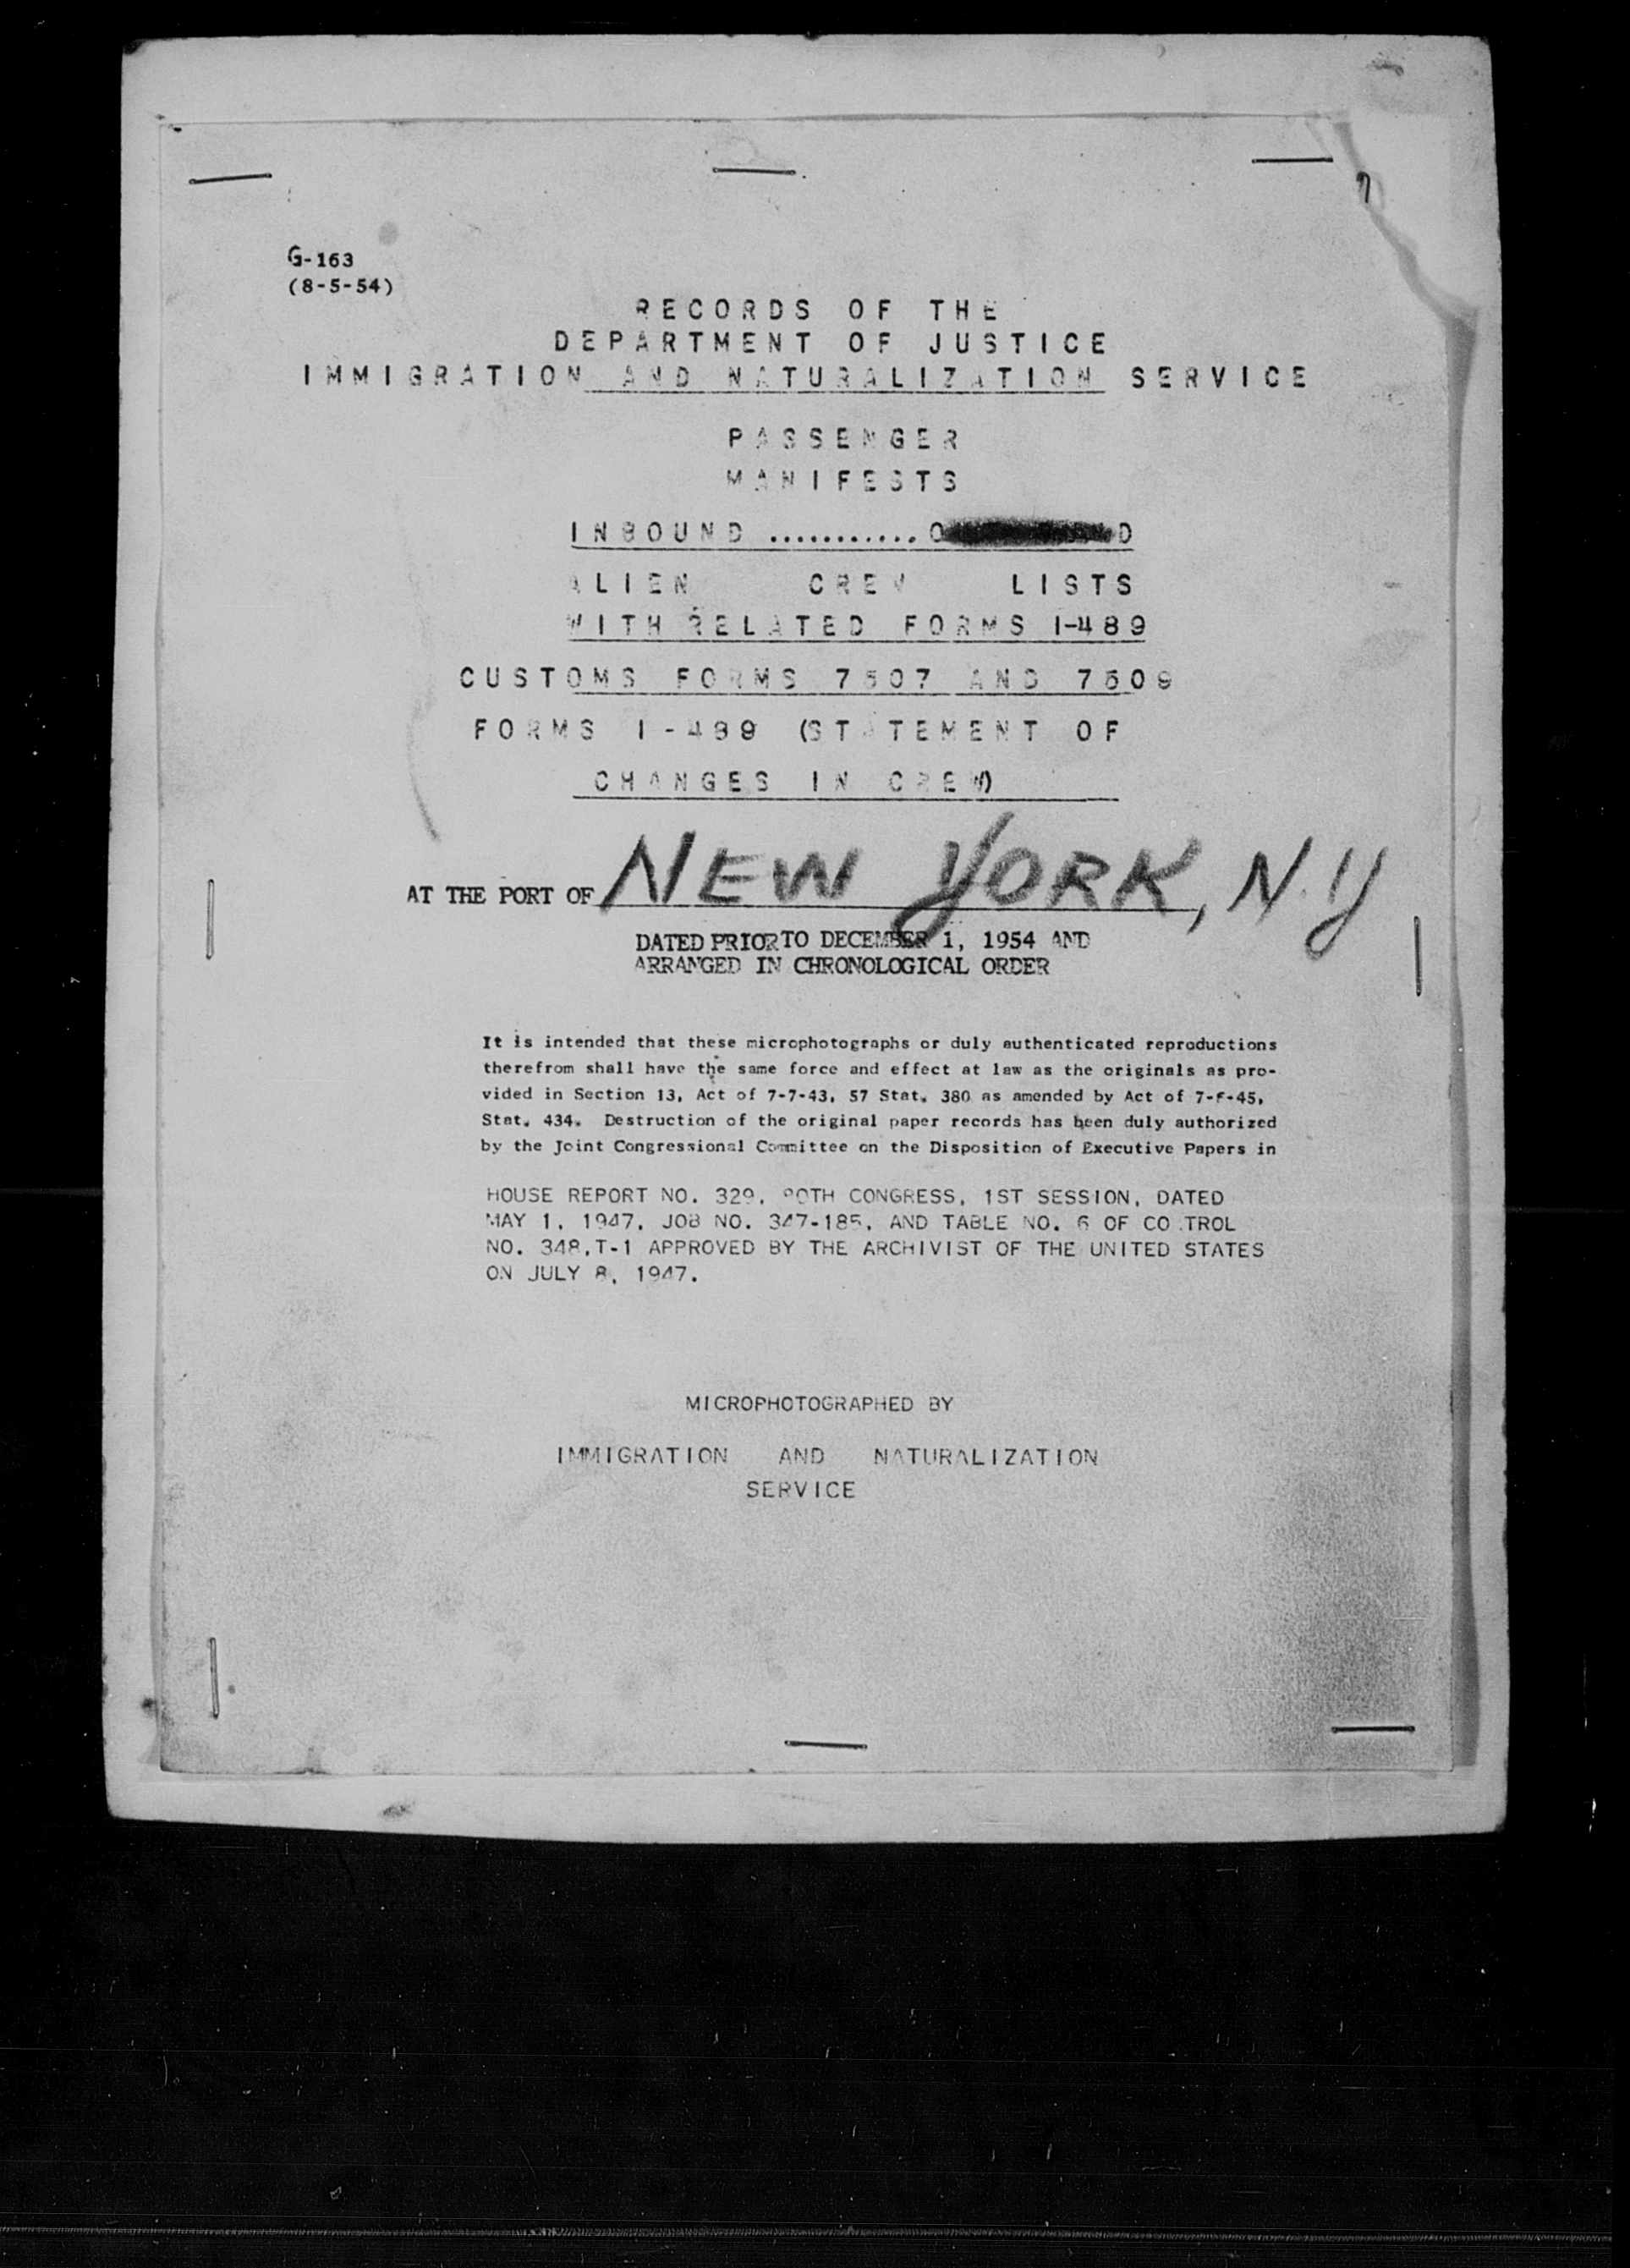 G-163
(8-5-54)
RECORDS OF THE
DEPARTMENT OF JUSTICE
IMMIGRATION AND NATURALIZATION SERVICE
PASSENGER
MANIFESTS
INBOUND ...........
ALIEN CREW LISTS
WITH RELATED FORMS I-489
CUSTOMS FORMS 7507 AND 7509
FORMS I-489 (STATEMENT OF
CHANGES IN CREW)
AT THE PORT OF NEW YORK, N.Y
DATED PRIOR TO DECEMBER 1, 1954 AND
ARRANGED IN CHRONOLOGICAL ORDER
It is intended that these microphotographs or duly authenticated reproductions
therefrom shall have the same force and effect at law as the originals as pro-
vided in Section 13, Act of 7-7-43, 57 Stat. 380 as amended by Act of
Stat. 434. Destruction of the original paper records has been duly authorized
by the Joint Congressional Committee on the Disposition of Executive Papers in
HOUSE REPORT NO. 329, 80TH CONGRESS, 1ST SESSION, DATED
MAY 1, 1947, JOB NO. 347-185, AND TABLE NO. 6 OF CO TROL
NO. 348,T-1 APPROVED BY THE ARCHIVIST OF THE UNITED STATES
ON JULY 8, 1947.
MICROPHOTOGRAPHED BY
IMMIGRATION AND NATURALIZATION
SERVICE